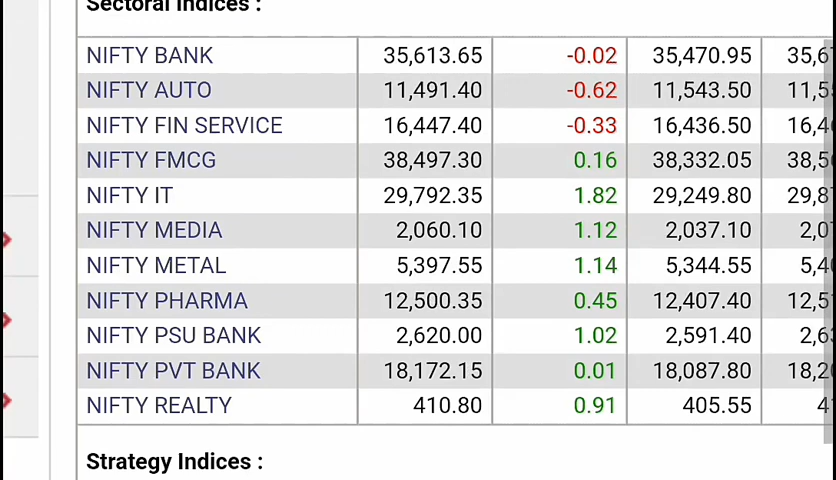 Sectoral Indices :
NIFTY BANK 35,613.65 -0.02 35,470.95
NIFTY AUTO 11,491.40 -0.62 11,543.50
NIFTY FIN SERVICE 16,447.40 -0.33 16,436.50
NIFTY FMCG 38,497.30 0.16 38,332.05
NIFTY IT 29,792.35 1.82 29,249.80
NIFTY MEDIA 2,060.10 1.12 2,037.10
NIFTY METAL 5,397.55 1.14 5,344.55
NIFTY PHARMA 12,500.35 0.45 12,407.40
NIFTY PSU BANK 2,620.00 1.02 2,591.40
NIFTY PVT BANK 18,172.15 0.01 18,087.80
NIFTY REALTY 410.80 0.91 405.55
Strategy Indices :